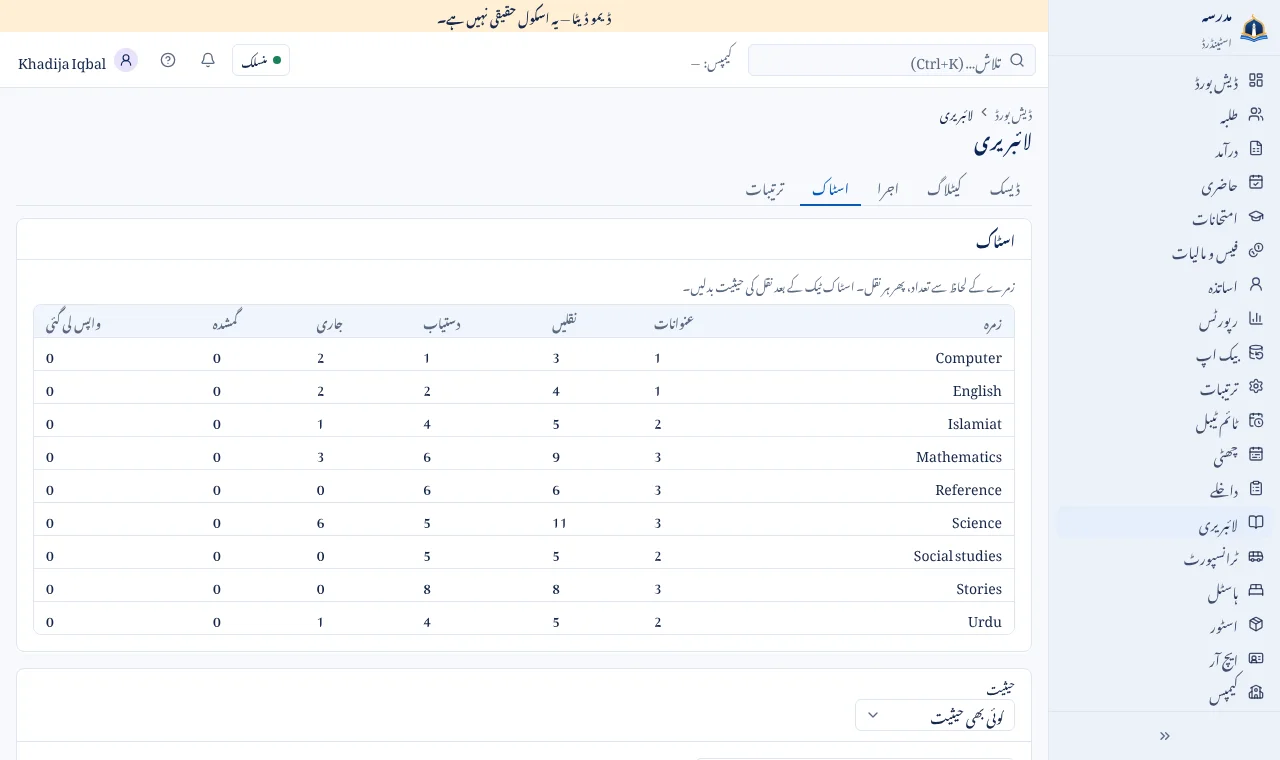 ڈیمو ڈیٹا — یہ اسکول حقیقی نہیں ہے۔
مدرسہ
اسٹینڈرڈ
ڈیش بورڈ
طلبہ
درآمد
حاضری
امتحانات
فیس و مالیات
اساتذہ
رپورٹس
بیک اپ
ترتیبات
ٹائم ٹیبل
چھٹی
داخلے
لائبریری
ٹرانسپورٹ
ہاسٹل
اسٹور
ایچ آر
کیمپس
تلاش… (Ctrl+K)
کیمپس: —
منسلک
Khadija Iqbal
ڈیش بورڈ › لائبریری
لائبریری
ڈیسک کیٹلاگ اجرا اسٹاک ترتیبات
اسٹاک
زمرے کے لحاظ سے تعداد، پھر ہر نقل۔ اسٹاک ٹیک کے بعد نقل کی حیثیت بدلیں۔
زمرہ عنوانات نقلیں دستیاب جاری گمشدہ واپس لی گئی
Computer 1 3 1 2 0 0
English 1 4 2 2 0 0
Islamiat 2 5 4 1 0 0
Mathematics 3 9 6 3 0 0
Reference 3 6 6 0 0 0
Science 3 11 5 6 0 0
Social studies 2 5 5 0 0 0
Stories 3 8 8 0 0 0
Urdu 2 5 4 1 0 0
حیثیت
کوئی بھی حیثیت